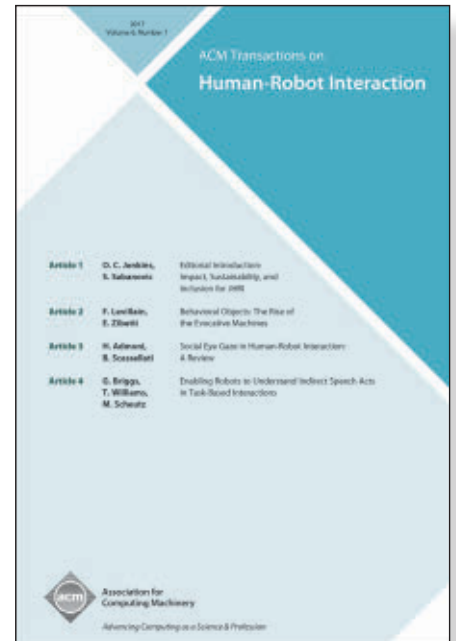 2017
Volume 6, Number 1
ACM Transactions on
Human-Robot Interaction
Article 1 O. C. Jenkins, Editorial Introduction:
S. Sabanovic Impact, Sustainability, and
Inclusion for JHRI
Article 2 F. Levillain, Behavioral Objects: The Rise of
E. Zibetti the Evocative Machines
Article 3 H. Admoni, Social Eye Gaze in Human-Robot Interaction:
B. Scassellati A Review
Article 4 G. Briggs, Enabling Robots to Understand Indirect Speech Acts
T. Williams, in Task-Based Interactions
M. Scheutz
acm
Association for
Computing Machinery
Advancing Computing as a Science & Profession